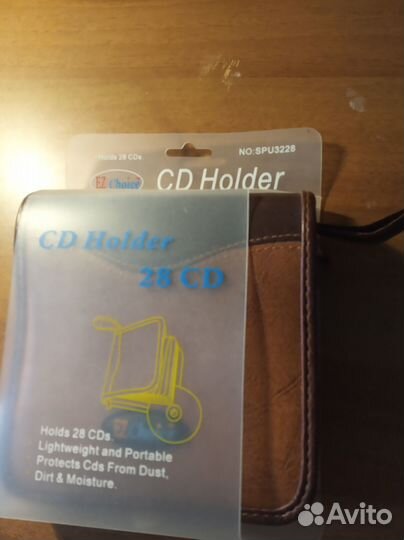 Holds 28 CDs.
NO:SPU3228
EZ Choice
CD Holder
CD Holder
28 CD
EZ
Holds 28 CDs.
Lightweight and Portable
Protects Cds From Dust,
Dirt & Moisture.
Avito